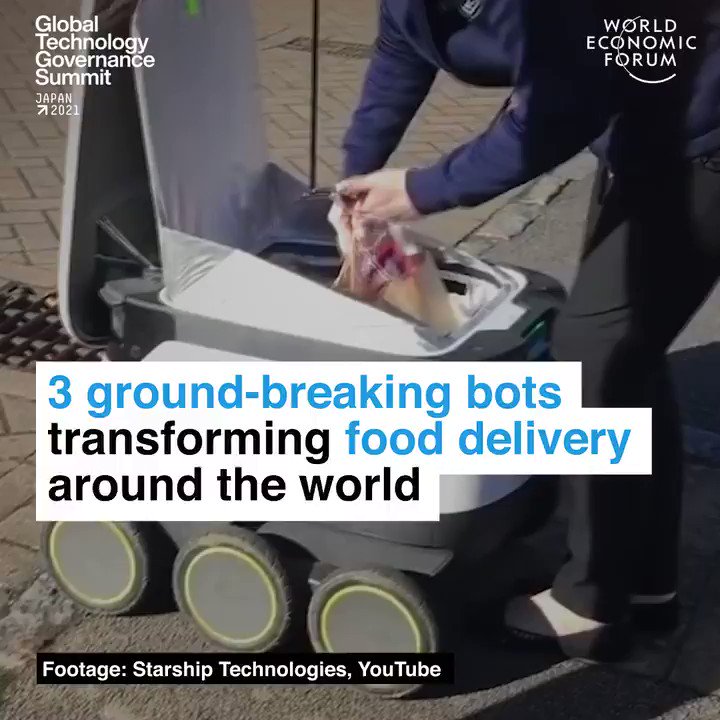 Global
Technology
Governance
Summit
JAPAN
↗2021
WORLD
ECONOMIC
FORUM
3 ground-breaking bots
transforming food delivery
around the world
Footage: Starship Technologies, YouTube